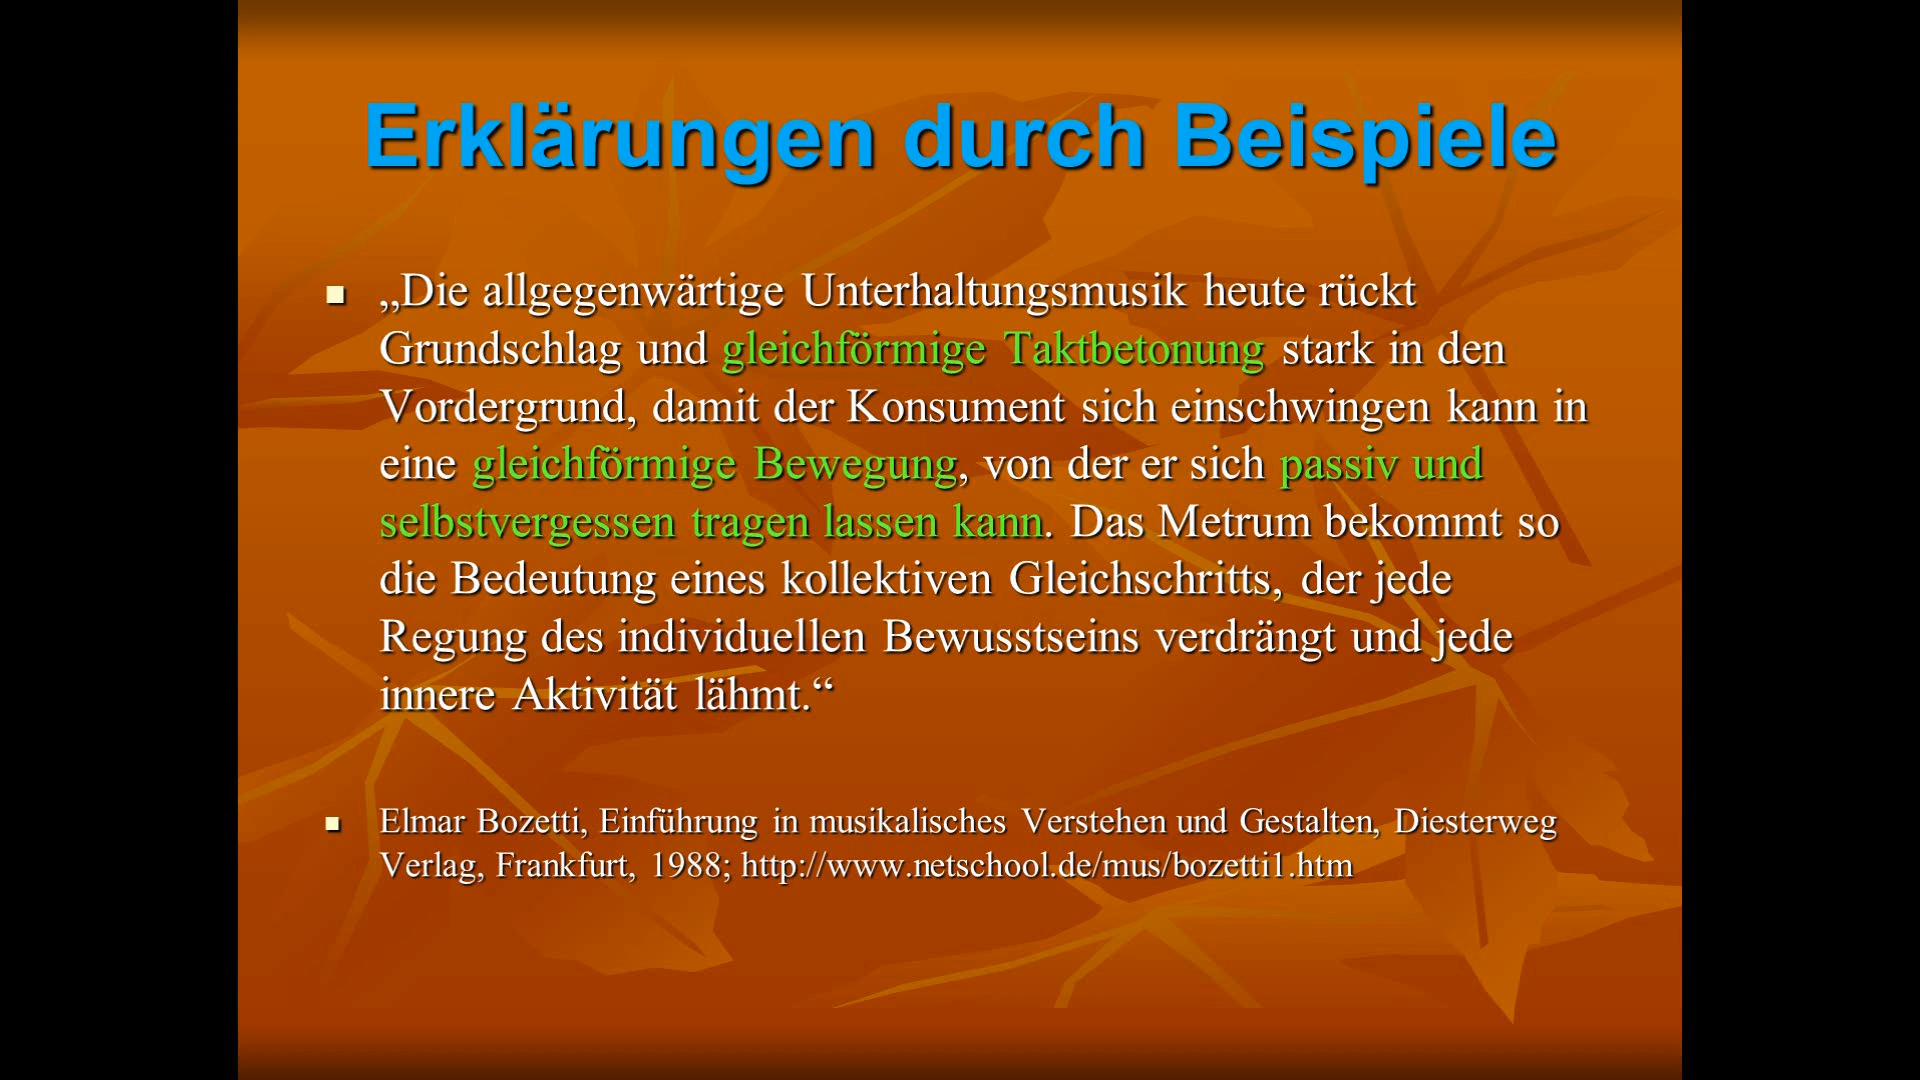 Erklärungen durch Beispiele
„Die allgegenwärtige Unterhaltungsmusik heute rückt
Grundschlag und gleichförmige Taktbetonung stark in den
Vordergrund, damit der Konsument sich einschwingen kann in
eine gleichförmige Bewegung, von der er sich passiv und
selbstvergessen tragen lassen kann. Das Metrum bekommt so
die Bedeutung eines kollektiven Gleichschritts, der jede
Regung des individuellen Bewusstseins verdrängt und jede
innere Aktivität lähmt.“
Elmar Bozetti, Einführung in musikalisches Verstehen und Gestalten, Diesterweg
Verlag, Frankfurt, 1988; http://www.netschool.de/mus/bozetti1.htm